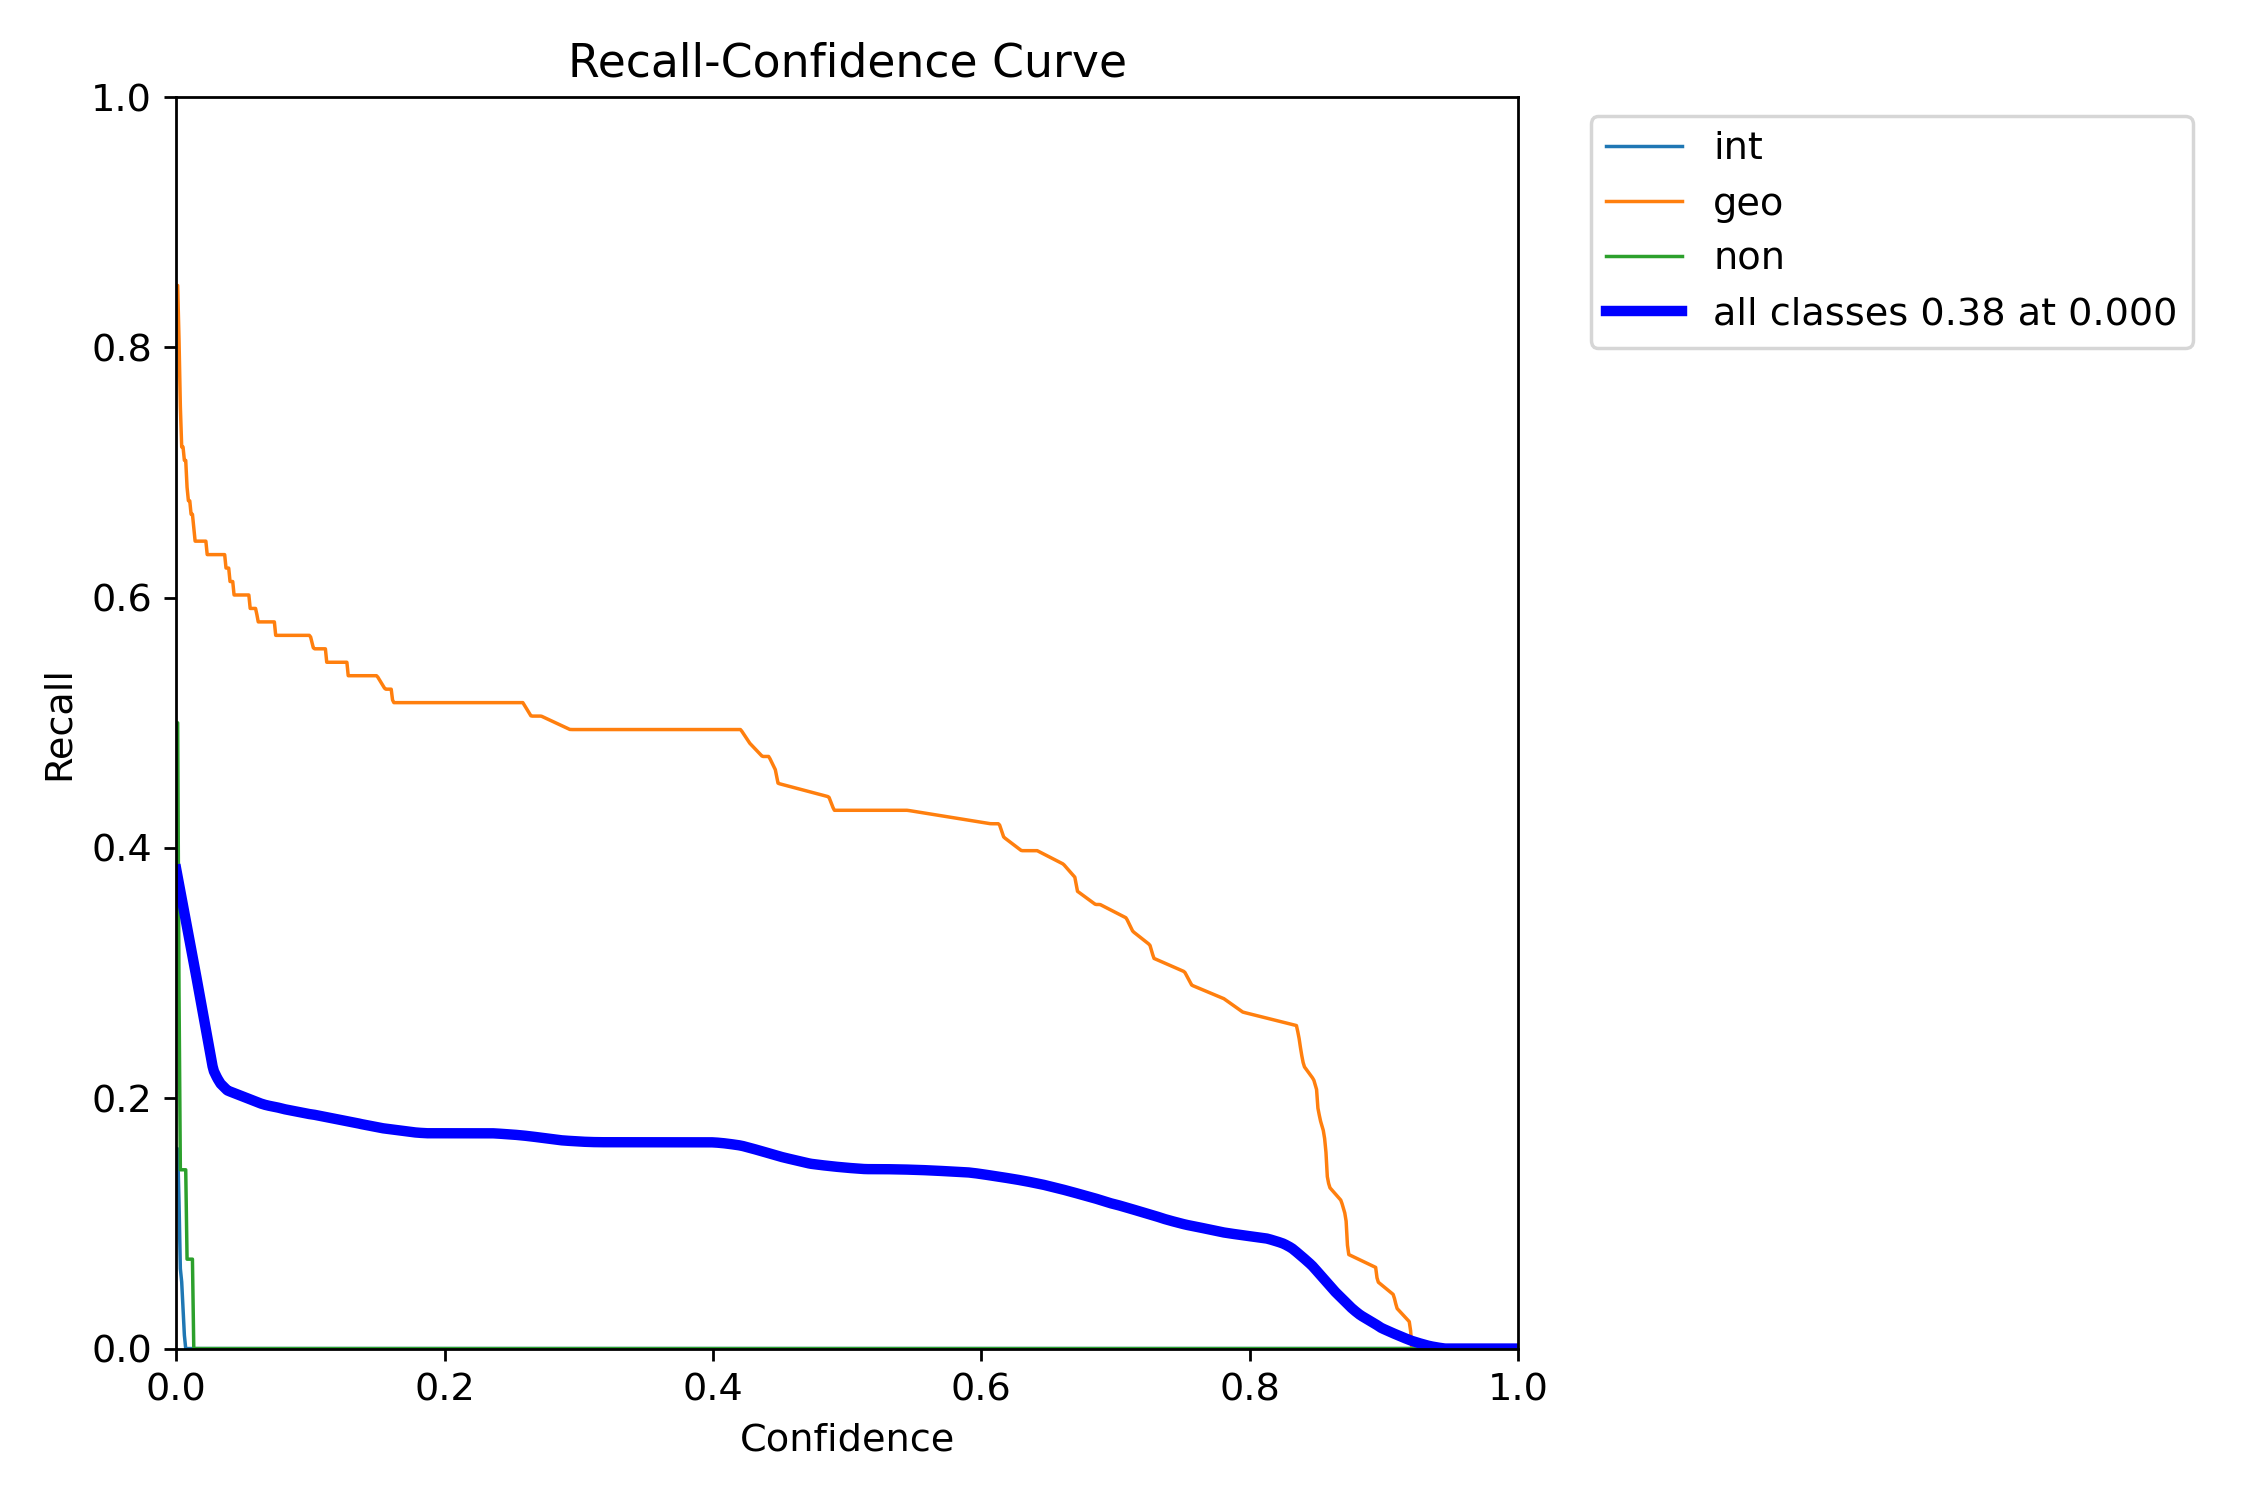 Recall-Confidence Curve
1.0
0.8
0.6
0.4
0.2
0.0
Recall
0.0 0.2 0.4 0.6 0.8 1.0
Confidence
int
geo
non
all classes 0.38 at 0.000